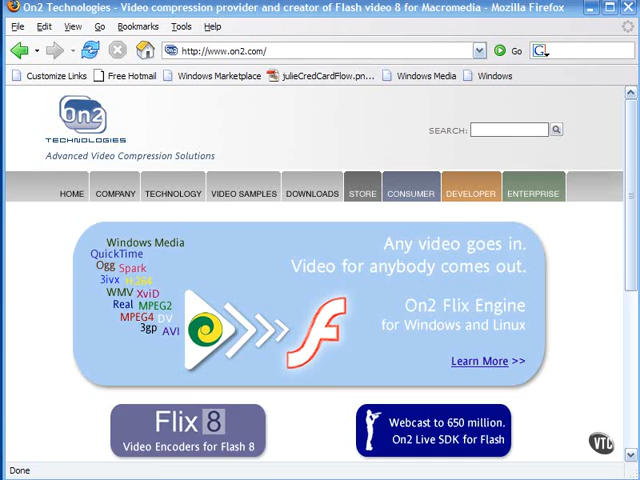 On2 Technologies - Video compression provider and creator of Flash video 8 for Macromedia - Mozilla Firefox
File Edit View Go Bookmarks Tools Help
http://www.on2.com/ Go G
Customize Links Free Hotmail Windows Marketplace julieCredCardFlow.pn... Windows Media Windows
On2
TECHNOLOGIES
Advanced Video Compression Solutions
SEARCH:
HOME COMPANY TECHNOLOGY VIDEO SAMPLES DOWNLOADS STORE CONSUMER DEVELOPER ENTERPRISE
Windows Media
QuickTime
Ogg Spark
3ivx H.264
WMV XviD
Real MPEG2
MPEG4 DV
3gp AVI
Any video goes in.
Video for anybody comes out.
On2 Flix Engine
for Windows and Linux
Learn More >>
Flix 8
Video Encoders for Flash 8
Webcast to 650 million.
On2 Live SDK for Flash
VTC
Done